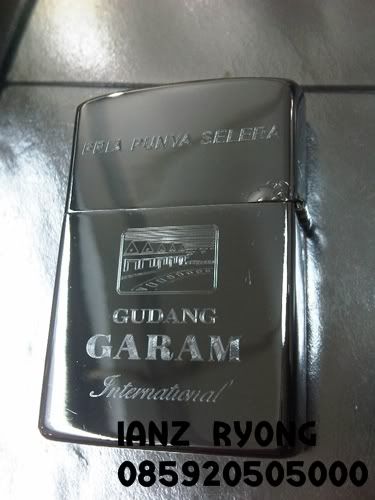 PRIA PUNYA SELERA
GUDANG
GARAM
International
IANZ RYONG
085920505000